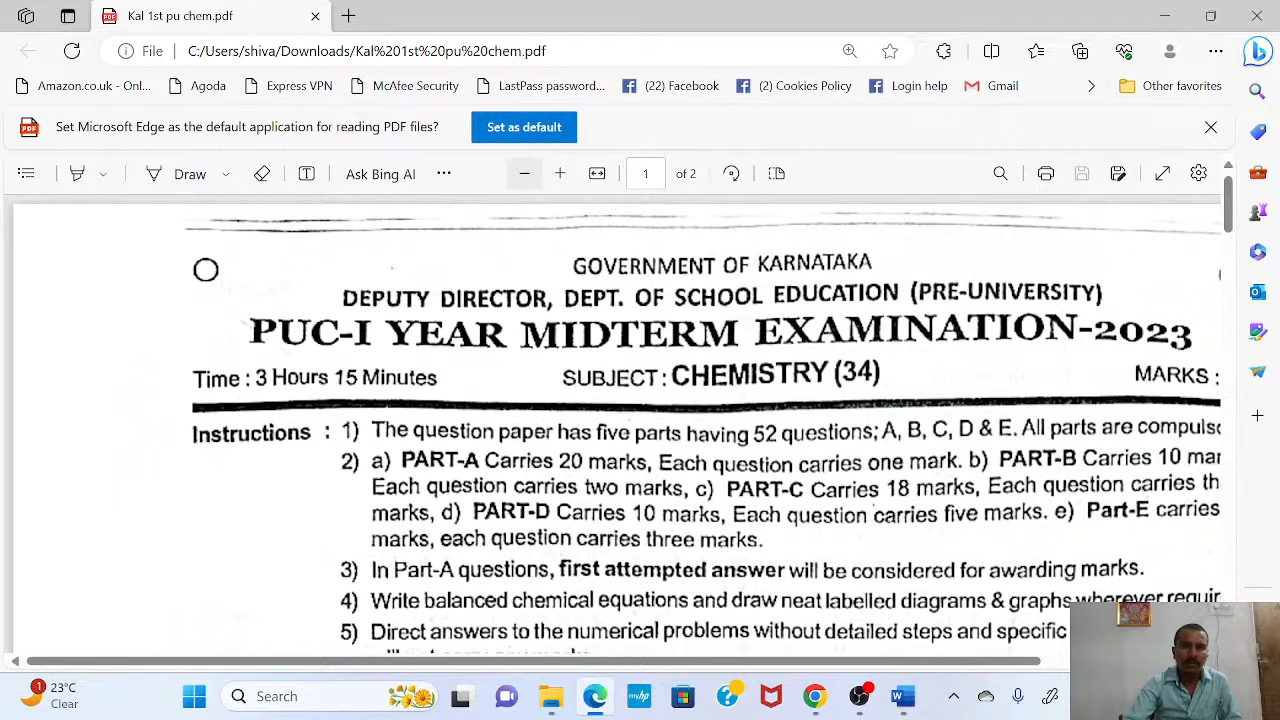 Kal 1st pu chem.pdf
File C:/Users/shiva/Downloads/Kal%201st%20pu%20chem.pdf
Amazon.co.uk - Onl... Agoda Express VPN McAfee Security LastPass password... (22) Facebook (2) Cookies Policy Login help Gmail Other favorites
Set Microsoft Edge as the default application for reading PDF files? Set as default
Draw Ask Bing AI 1 of 2
GOVERNMENT OF KARNATAKA
DEPUTY DIRECTOR, DEPT. OF SCHOOL EDUCATION (PRE-UNIVERSITY)
PUC-I YEAR MIDTERM EXAMINATION-2023
Time : 3 Hours 15 Minutes SUBJECT : CHEMISTRY (34) MARKS :
Instructions : 1) The question paper has five parts having 52 questions; A, B, C, D & E. All parts are compulso
2) a) PART-A Carries 20 marks, Each question carries one mark. b) PART-B Carries 10 mar
Each question carries two marks, c) PART-C Carries 18 marks, Each question carries th
marks, d) PART-D Carries 10 marks, Each question carries five marks. e) Part-E carries
marks, each question carries three marks.
3) In Part-A questions, first attempted answer will be considered for awarding marks.
4) Write balanced chemical equations and draw neat labelled diagrams & graphs wherever requir
5) Direct answers to the numerical problems without detailed steps and specific
1 23°C
Clear
Search